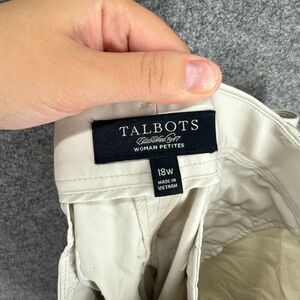 TALBOTS
Established 1947
WOMAN PETITES
18W
MADE IN
VIETNAM